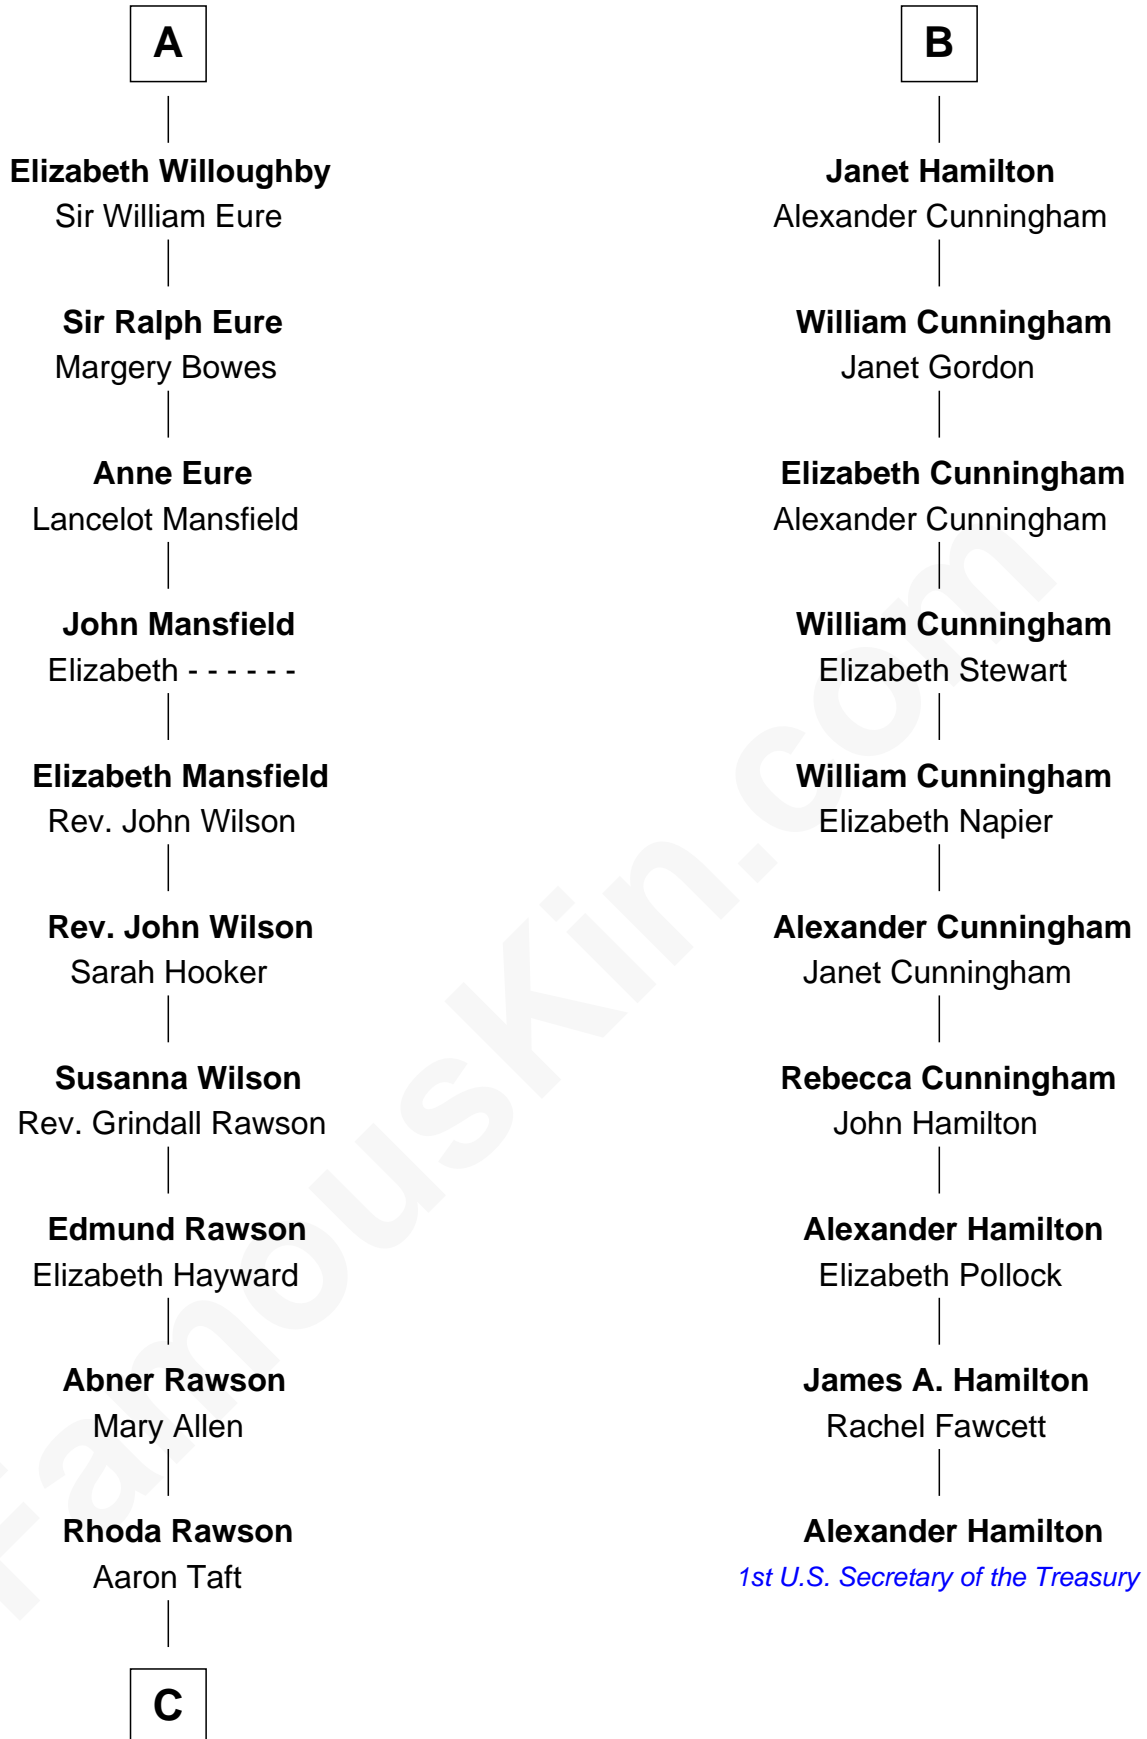 A
Elizabeth Willoughby
Sir William Eure
Sir Ralph Eure
Margery Bowes
Anne Eure
Lancelot Mansfield
John Mansfield
Elizabeth - - - - - -
Elizabeth Mansfield
Rev. John Wilson
Rev. John Wilson
Sarah Hooker
Susanna Wilson
Rev. Grindall Rawson
Edmund Rawson
Elizabeth Hayward
Abner Rawson
Mary Allen
Rhoda Rawson
Aaron Taft
C
B
Janet Hamilton
Alexander Cunningham
William Cunningham
Janet Gordon
Elizabeth Cunningham
Alexander Cunningham
William Cunningham
Elizabeth Stewart
William Cunningham
Elizabeth Napier
Alexander Cunningham
Janet Cunningham
Rebecca Cunningham
John Hamilton
Alexander Hamilton
Elizabeth Pollock
James A. Hamilton
Rachel Fawcett
Alexander Hamilton
1st U.S. Secretary of the Treasury
FamousKin.com